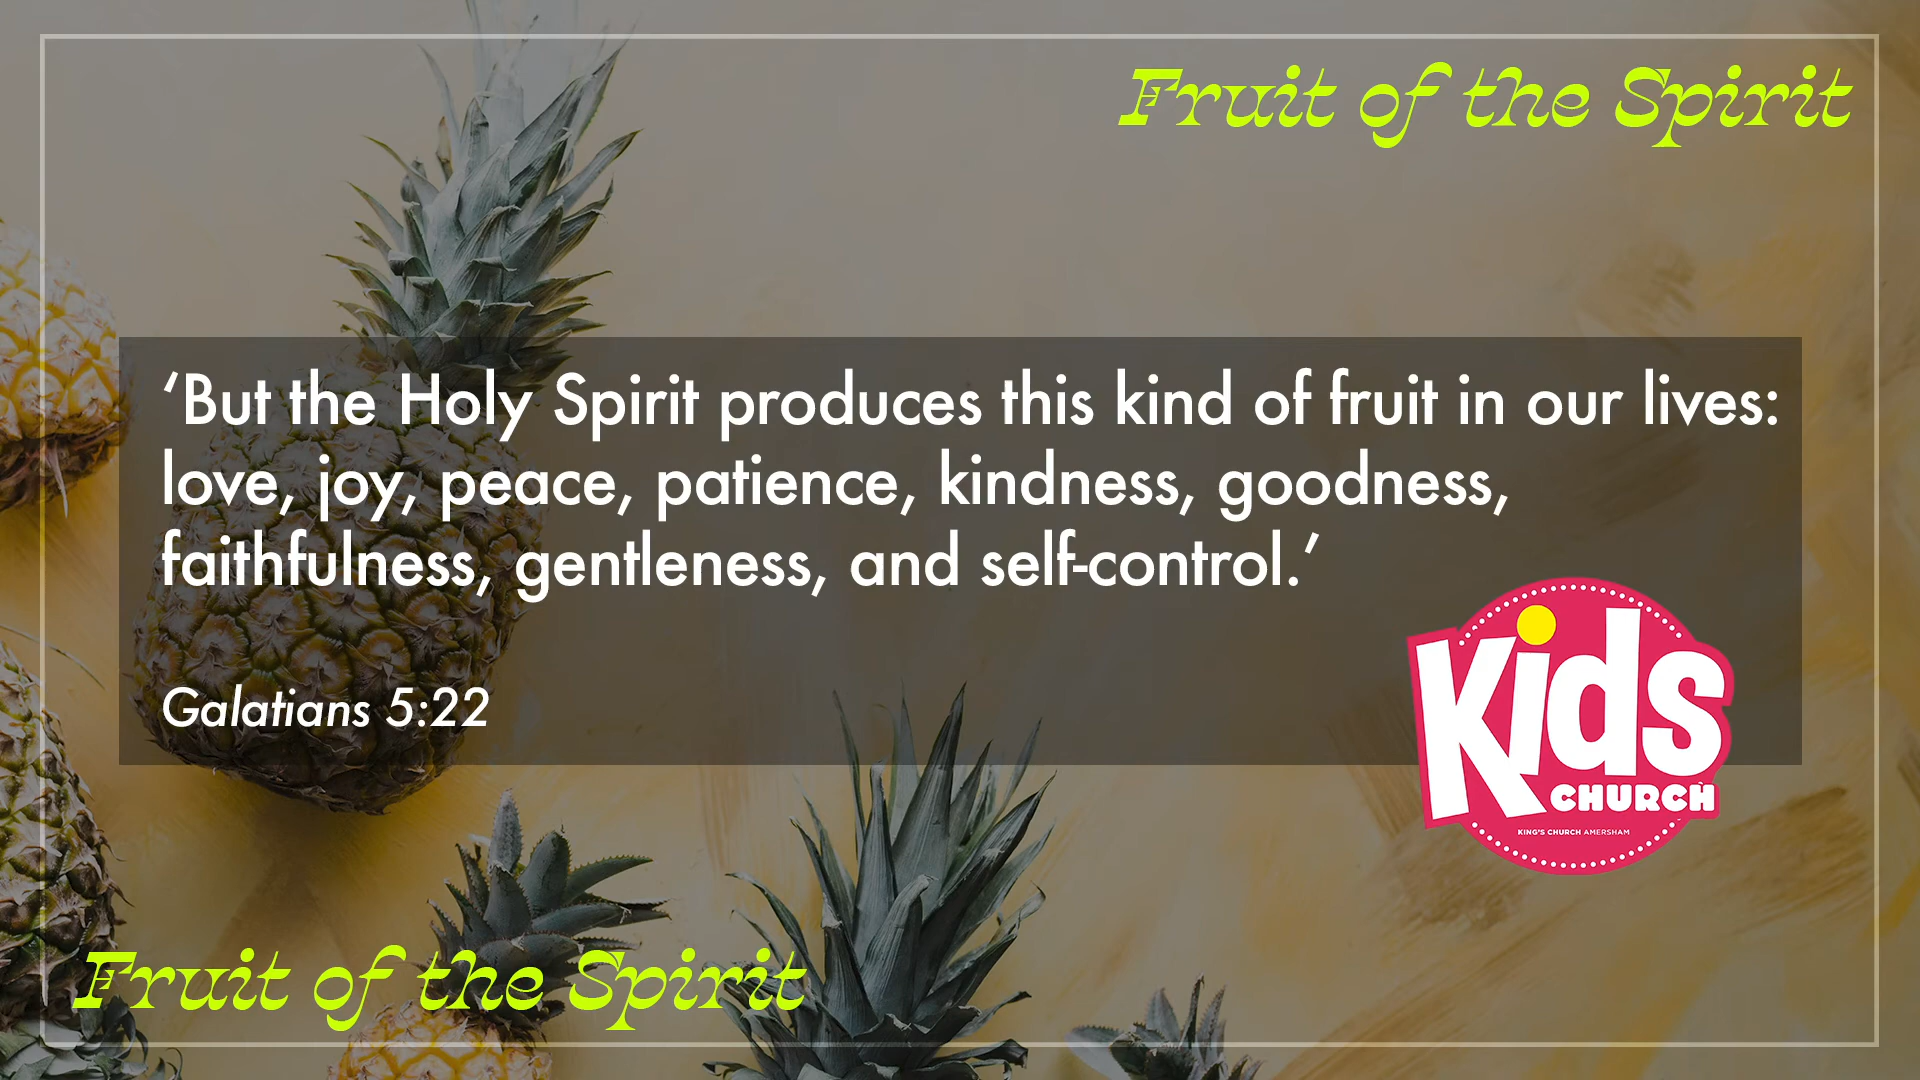 Fruit of the Spirit
‘But the Holy Spirit produces this kind of fruit in our lives:
love, joy, peace, patience, kindness, goodness,
faithfulness, gentleness, and self-control.’
Galatians 5:22
Kids
CHURCH
KING'S CHURCH AMERSHAM
Fruit of the Spirit